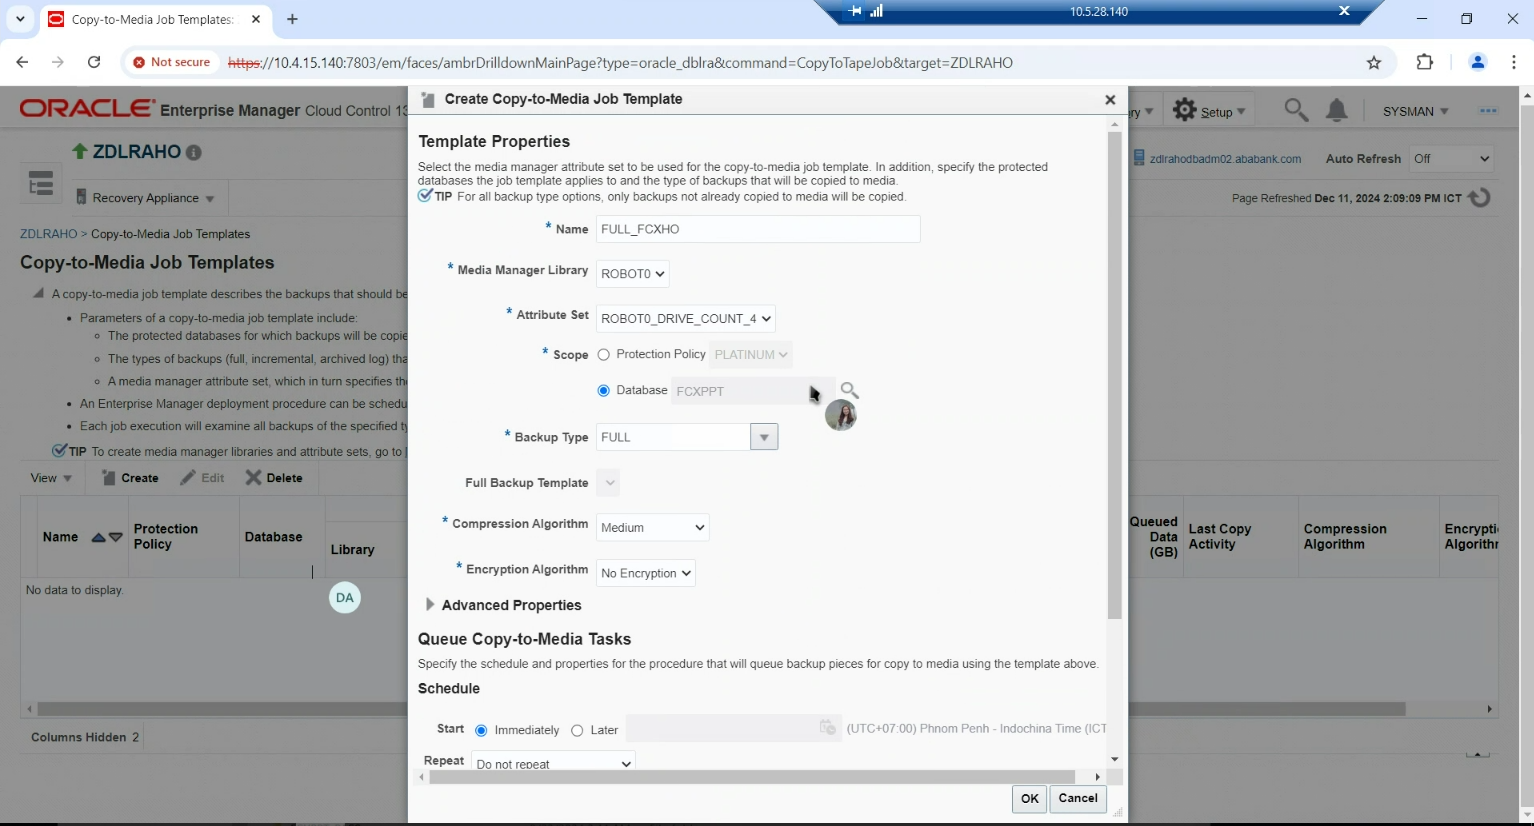 Copy-to-Media Job Templates:
10.5.28.140
Not secure
https://10.4.15.140:7803/em/faces/ambrDrilldownMainPage?type=oracle_dblra&command=CopyToTapeJob&target=ZDLRAHO
ORACLE Enterprise Manager Cloud Control 13
Create Copy-to-Media Job Template
Setup
SYSMAN
ZDLRAHO
zdlrahodbadm02.ababank.com
Auto Refresh Off
Recovery Appliance
Page Refreshed Dec 11, 2024 2:09:09 PM ICT
ZDLRAHO > Copy-to-Media Job Templates
Copy-to-Media Job Templates
A copy-to-media job template describes the backups that should be
Parameters of a copy-to-media job template include:
The protected databases for which backups will be copie
The types of backups (full, incremental, archived log) tha
A media manager attribute set, which in turn specifies th
An Enterprise Manager deployment procedure can be schedu
Each job execution will examine all backups of the specified ty
TIP To create media manager libraries and attribute sets, go to
View
Create
Edit
Delete
Name
Protection Policy
Database
Library
No data to display.
DA
Columns Hidden 2
Template Properties
Select the media manager attribute set to be used for the copy-to-media job template. In addition, specify the protected
databases the job template applies to and the type of backups that will be copied to media.
TIP For all backup type options, only backups not already copied to media will be copied.
* Name FULL_FCXHO
* Media Manager Library ROBOT0
* Attribute Set ROBOT0_DRIVE_COUNT_4
* Scope Protection Policy PLATINUM
Database FCXPPT
* Backup Type FULL
Full Backup Template
* Compression Algorithm Medium
* Encryption Algorithm No Encryption
Advanced Properties
Queue Copy-to-Media Tasks
Specify the schedule and properties for the procedure that will queue backup pieces for copy to media using the template above.
Schedule
Start Immediately Later (UTC+07:00) Phnom Penh - Indochina Time (ICT
Repeat Do not repeat
OK
Cancel
Queued
Data
(GB)
Last Copy
Activity
Compression
Algorithm
Encrypti
Algorithn